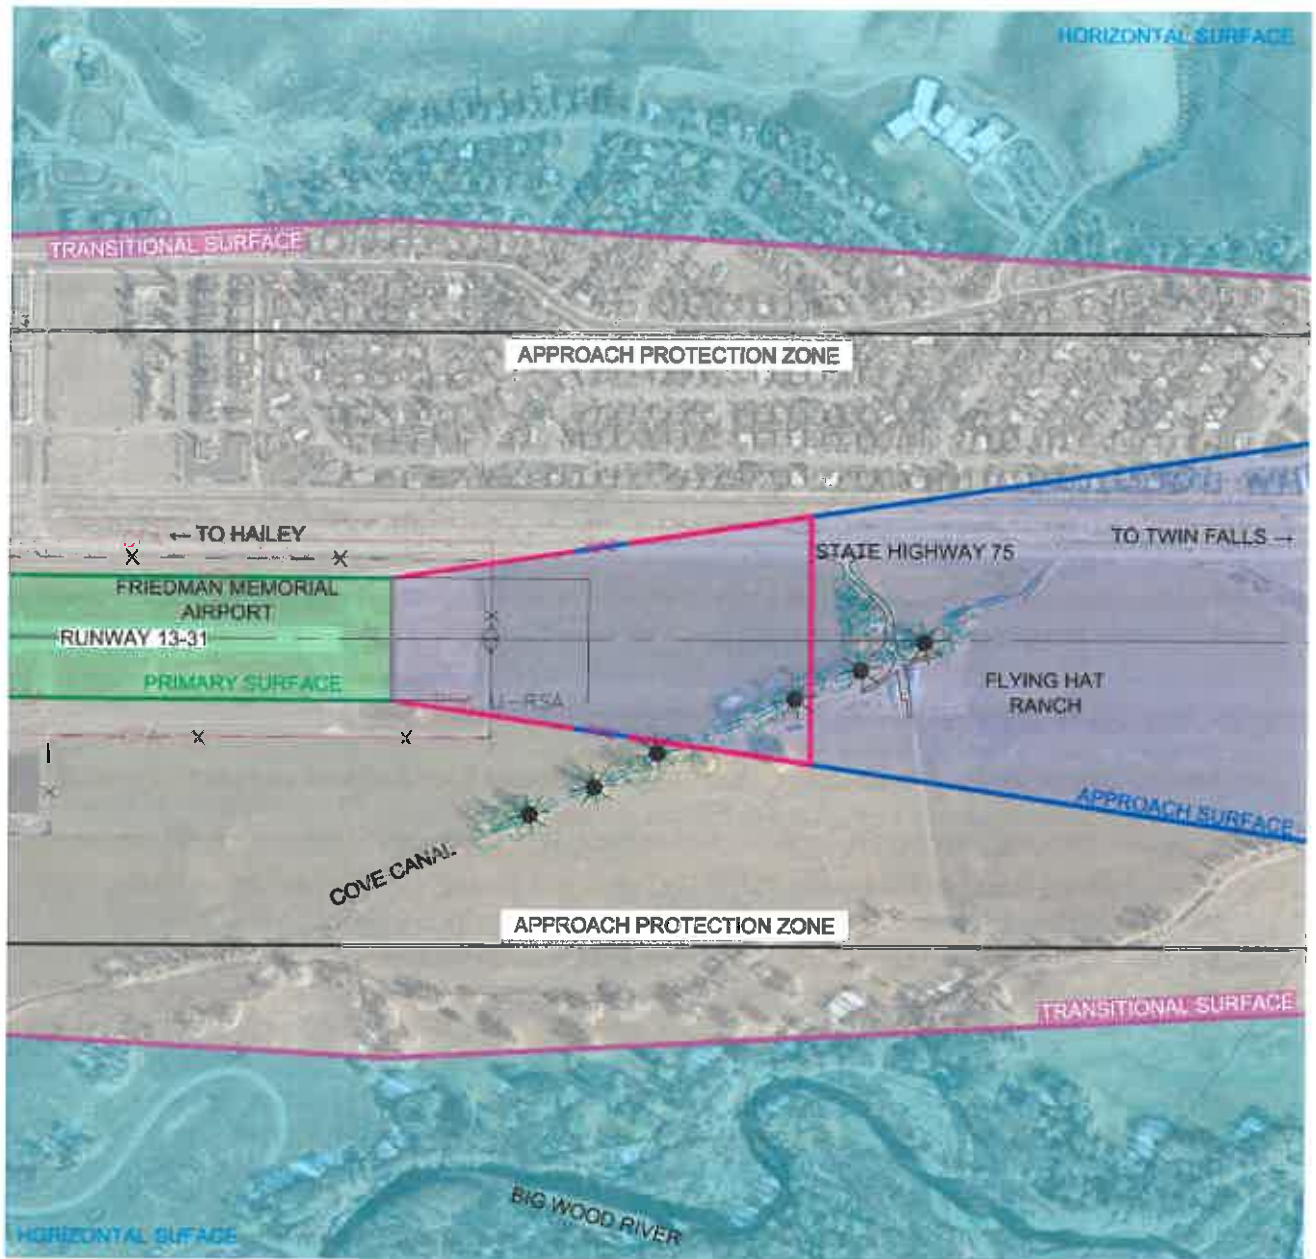 HORIZONTAL SURFACE
TRANSITIONAL SURFACE
APPROACH PROTECTION ZONE
← TO HAILEY
TO TWIN FALLS →
STATE HIGHWAY 75
FRIEDMAN MEMORIAL
AIRPORT
RUNWAY 13-31
PRIMARY SURFACE
FLYING HAT
RANCH
APPROACH SURFACE
COVE CANAL
APPROACH PROTECTION ZONE
TRANSITIONAL SURFACE
BIG WOOD RIVER
HORIZONTAL SUFACE